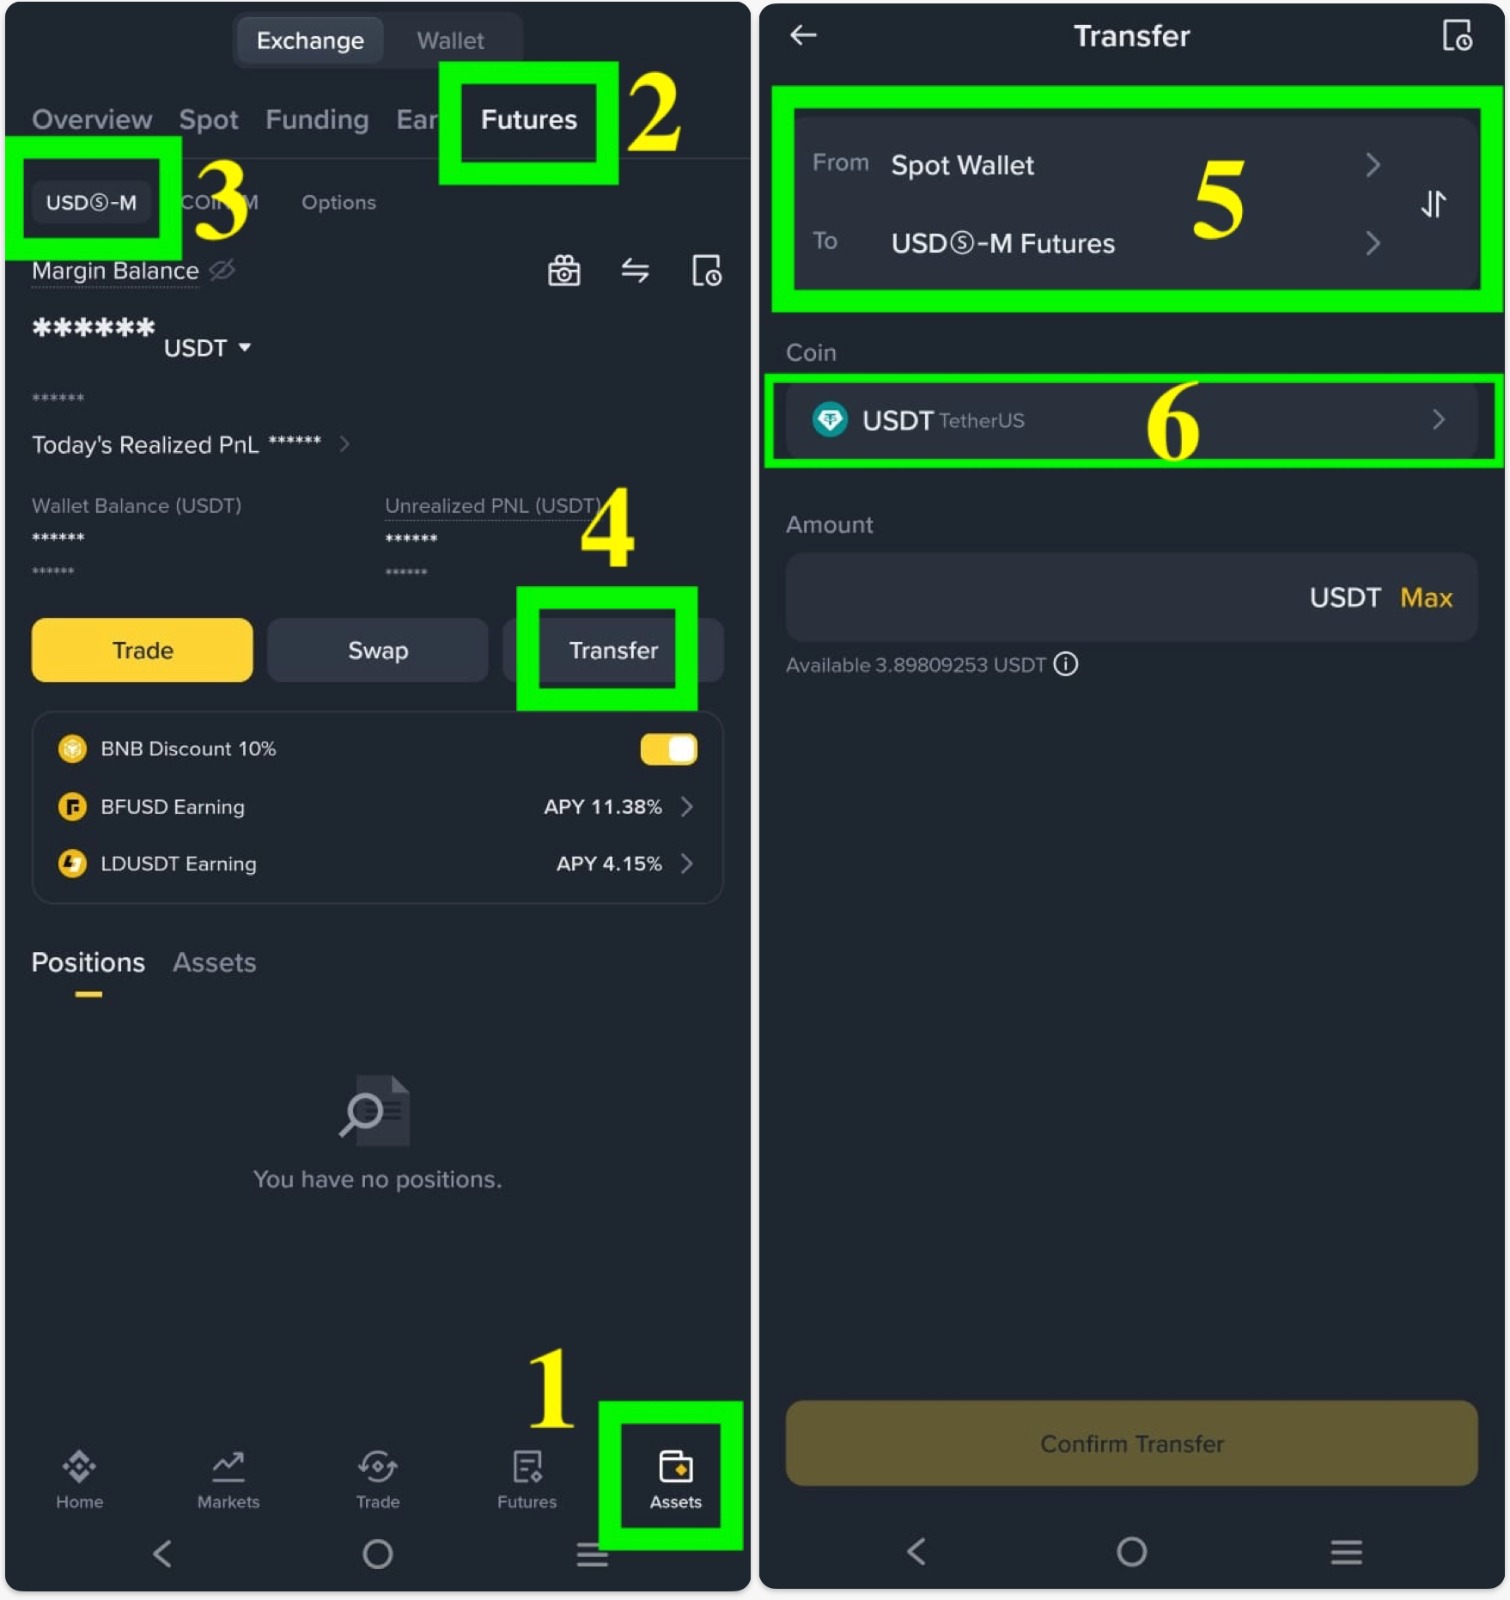 Exchange Wallet
Overview Spot Funding Ear Futures 2
USDⓈ-M 3 Options
Margin Balance
****** USDT
******
Today's Realized PnL ******
Wallet Balance (USDT) Unrealized PNL (USDT)
****** ******
****** ******
4
Trade Swap Transfer
BNB Discount 10%
BFUSD Earning APY 11.38%
LDUSDT Earning APY 4.15%
Positions Assets
You have no positions.
1
Home Markets Trade Futures Assets
Transfer
From Spot Wallet
5
To USDⓈ-M Futures
Coin
USDT TetherUS 6
Amount
USDT Max
Available 3.89809253 USDT
Confirm Transfer